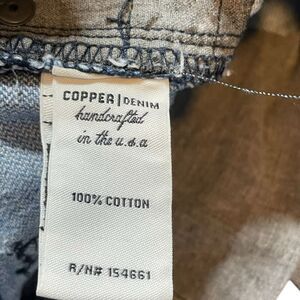 COPPER | DENIM
handcrafted
in the u.s.a
100% COTTON
R/N# 154661